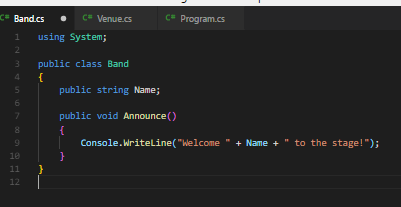 C# Band.cs ● C# Venue.cs C# Program.cs
1 using System;
2
3 public class Band
4 {
5 public string Name;
6
7 public void Announce()
8 {
9 Console.WriteLine("Welcome " + Name + " to the stage!");
10 }
11 }
12